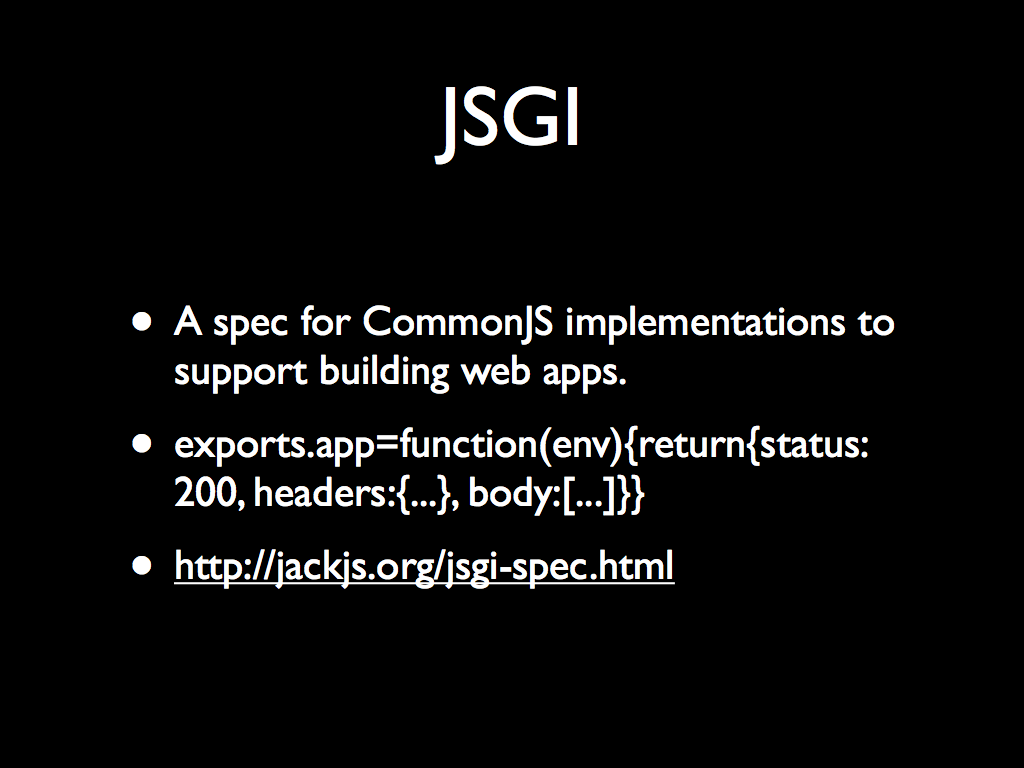 JSGI
• A spec for CommonJS implementations to
support building web apps.
• exports.app=function(env){return{status:
200, headers:{...}, body:[...]}}
• http://jackjs.org/jsgi-spec.html